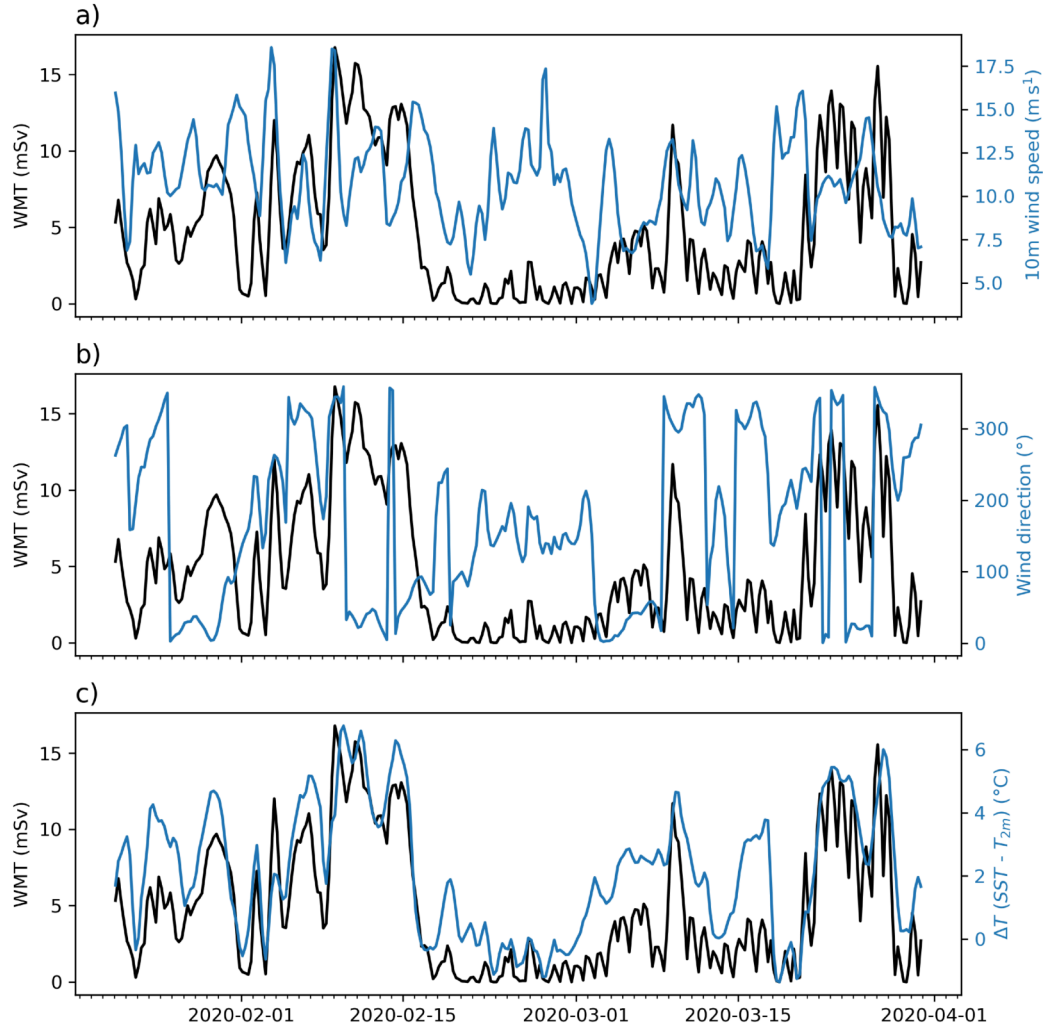 a)
WMT (mSv)
15
10
5
0
17.5
15.0
12.5
10.0
7.5
5.0
10m wind speed (m s¹)
b)
WMT (mSv)
15
10
5
0
300
200
100
0
Wind direction (°)
c)
WMT (mSv)
15
10
5
0
6
4
2
0
ΔT (SST - T₂ₘ) (°C)
2020-02-01 2020-02-15 2020-03-01 2020-03-15 2020-04-01